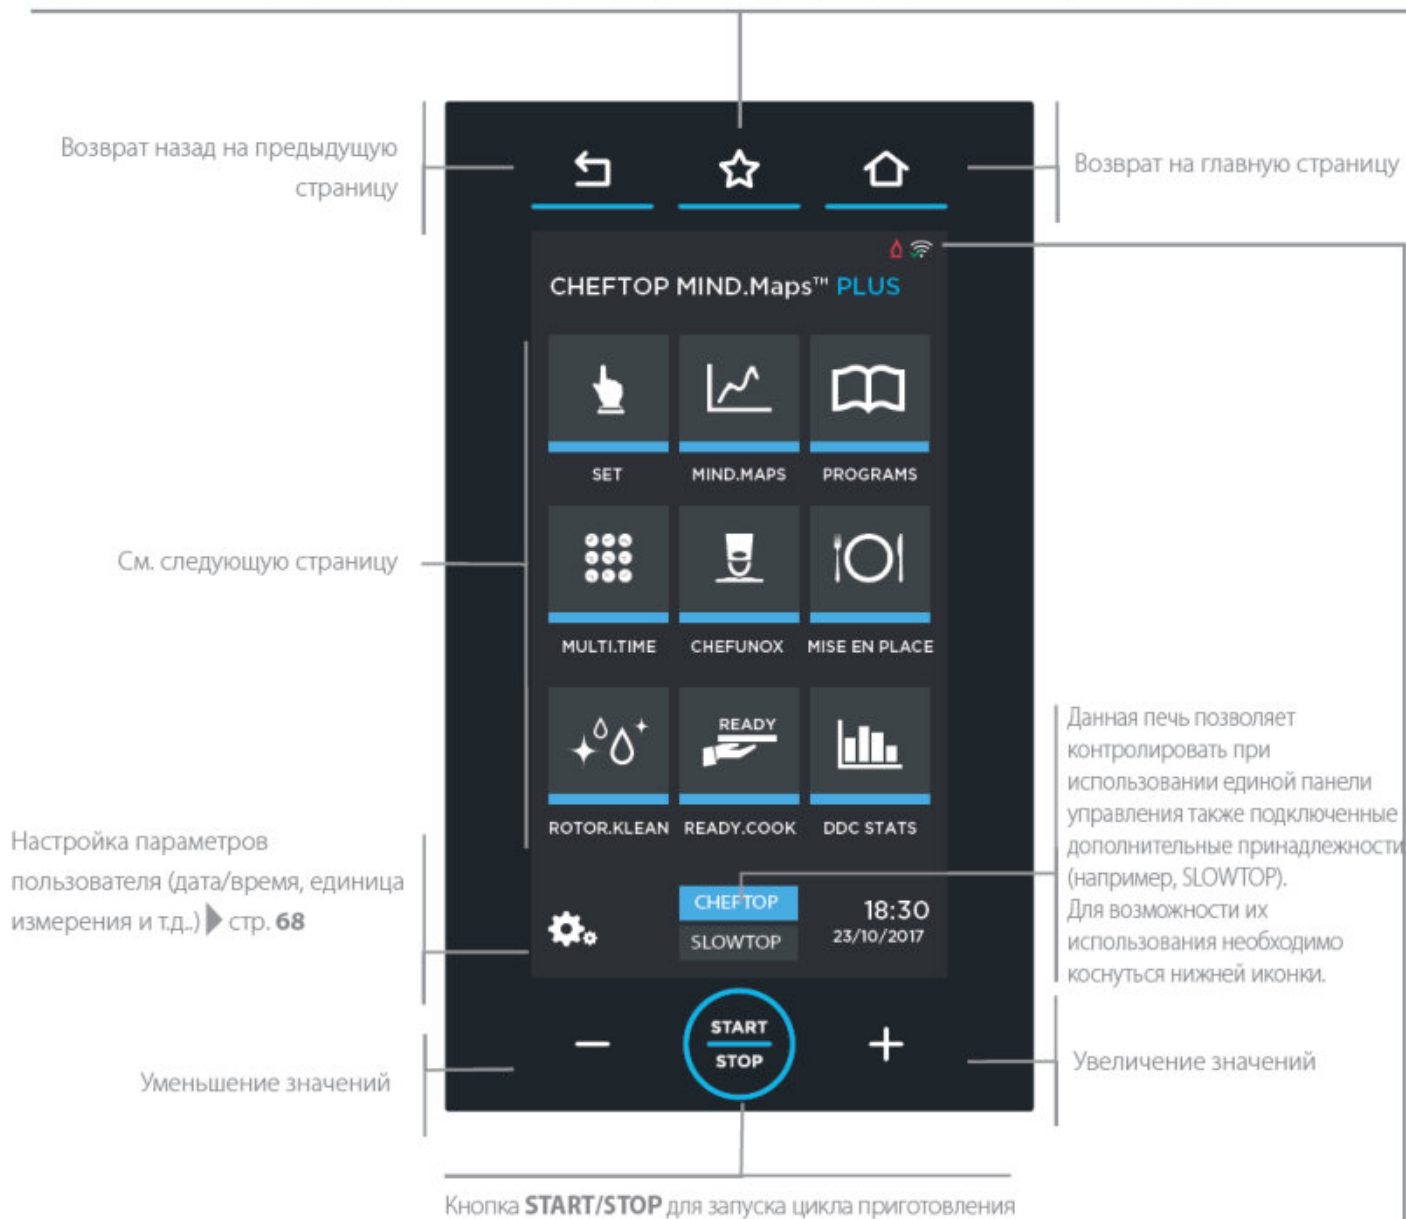 Возврат назад на предыдущую
страницу
Возврат на главную страницу
CHEFTOP MIND.Maps™ PLUS
SET
MIND.MAPS
PROGRAMS
См. следующую страницу
MULTI.TIME
CHEFUNOX
MISE EN PLACE
READY
ROTOR.KLEAN
READY.COOK
DDC STATS
Данная печь позволяет
контролировать при
использовании единой панели
управления также подключенные
дополнительные принадлежности
(например, SLOWTOP).
Для возможности их
использования необходимо
коснуться нижней иконки.
Настройка параметров
пользователя (дата/время, единица
измерения и т.д..) ▶ стр. 68
CHEFTOP
SLOWTOP
18:30
23/10/2017
START
STOP
Уменьшение значений
Увеличение значений
Кнопка START/STOP для запуска цикла приготовления